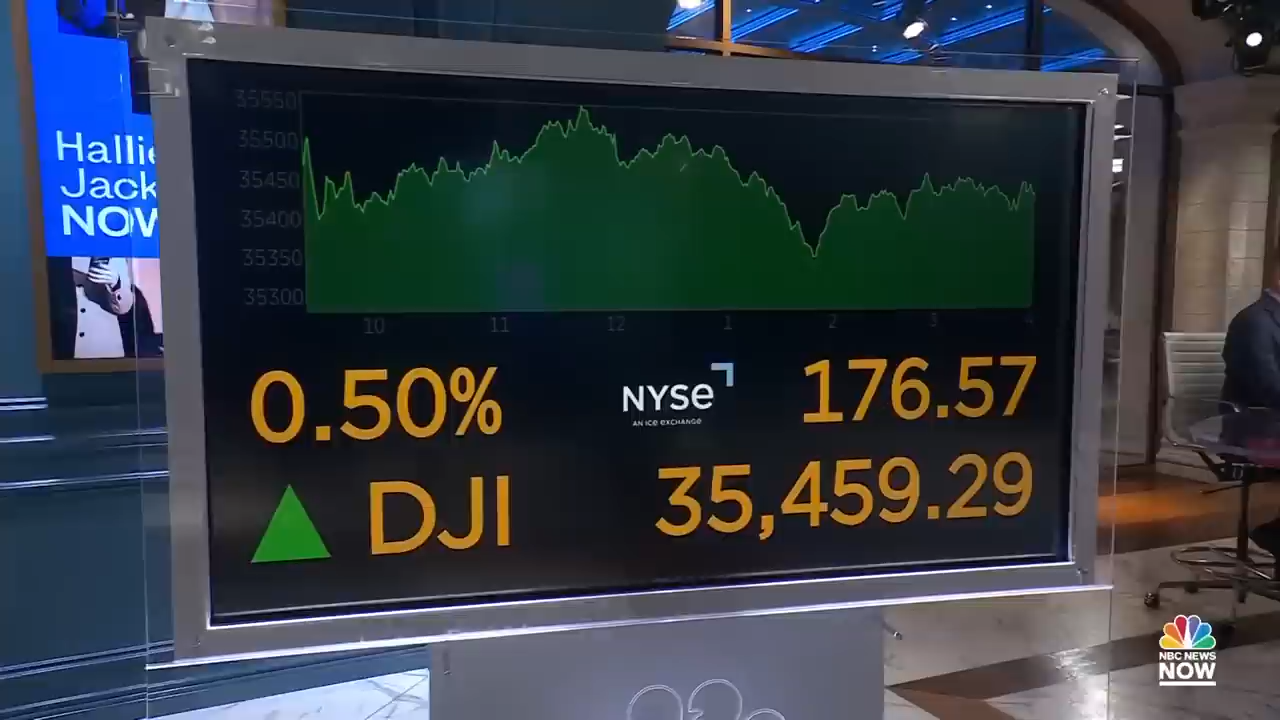 Hallie
Jack
NOW
35550
35500
35450
35400
35350
35300
10
11
12
1
2
3
4
0.50%
NYSE
AN ICE EXCHANGE
176.57
DJI
35,459.29
NBC NEWS
NOW